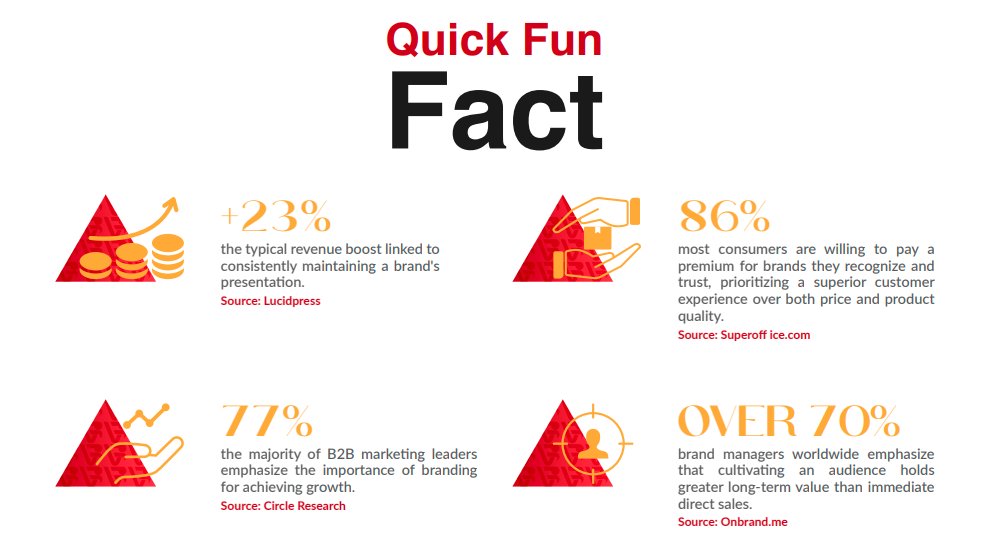 Quick Fun
Fact
+23%
the typical revenue boost linked to
consistently maintaining a brand's
presentation.
Source: Lucidpress
86%
most consumers are willing to pay a
premium for brands they recognize and
trust, prioritizing a superior customer
experience over both price and product
quality.
Source: Superoff ice.com
77%
the majority of B2B marketing leaders
emphasize the importance of branding
for achieving growth.
Source: Circle Research
OVER 70%
brand managers worldwide emphasize
that cultivating an audience holds
greater long-term value than immediate
direct sales.
Source: Onbrand.me